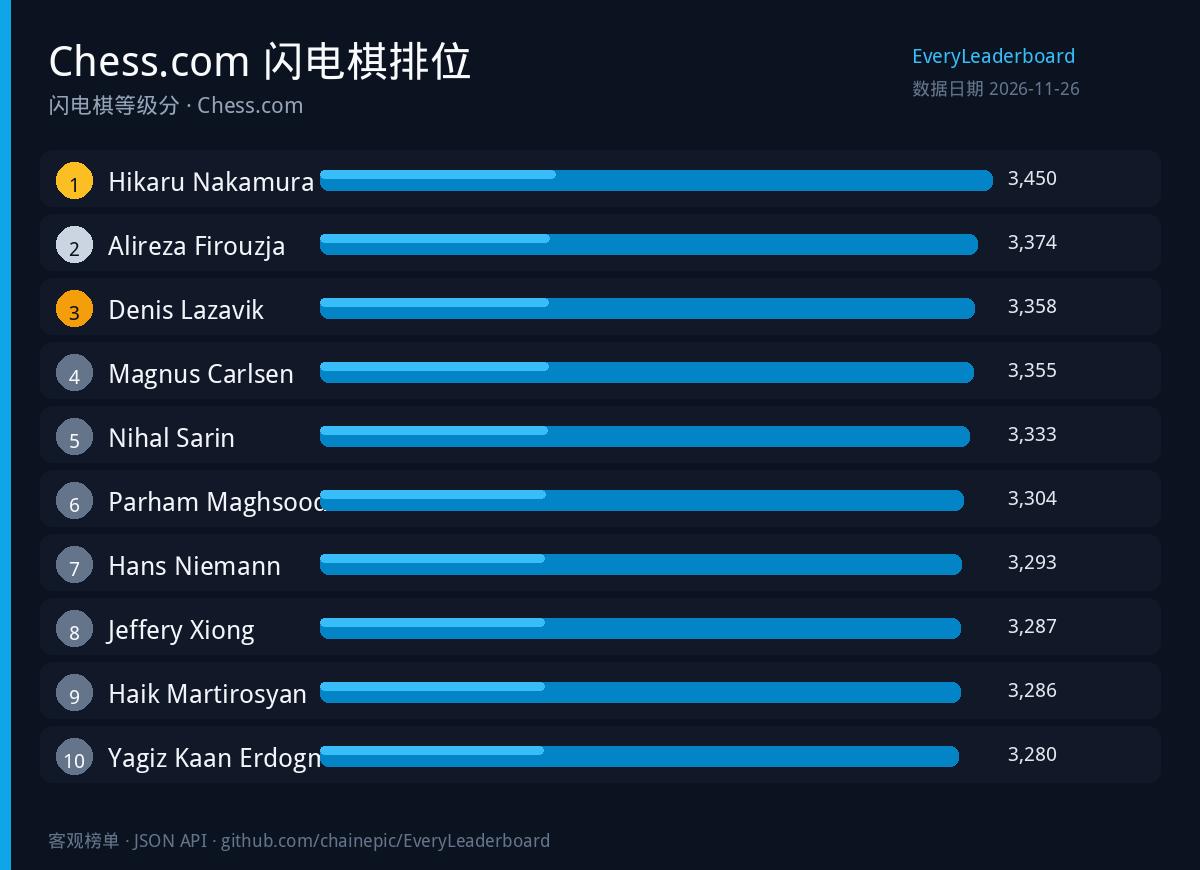 Chess.com 闪电棋排位
闪电棋等级分 · Chess.com
EveryLeaderboard
数据日期 2026-11-26
1 Hikaru Nakamura 3,450
2 Alireza Firouzja 3,374
3 Denis Lazavik 3,358
4 Magnus Carlsen 3,355
5 Nihal Sarin 3,333
6 Parham Maghsood 3,304
7 Hans Niemann 3,293
8 Jeffery Xiong 3,287
9 Haik Martirosyan 3,286
10 Yagiz Kaan Erdogm 3,280
客观榜单 · JSON API · github.com/chainepic/EveryLeaderboard